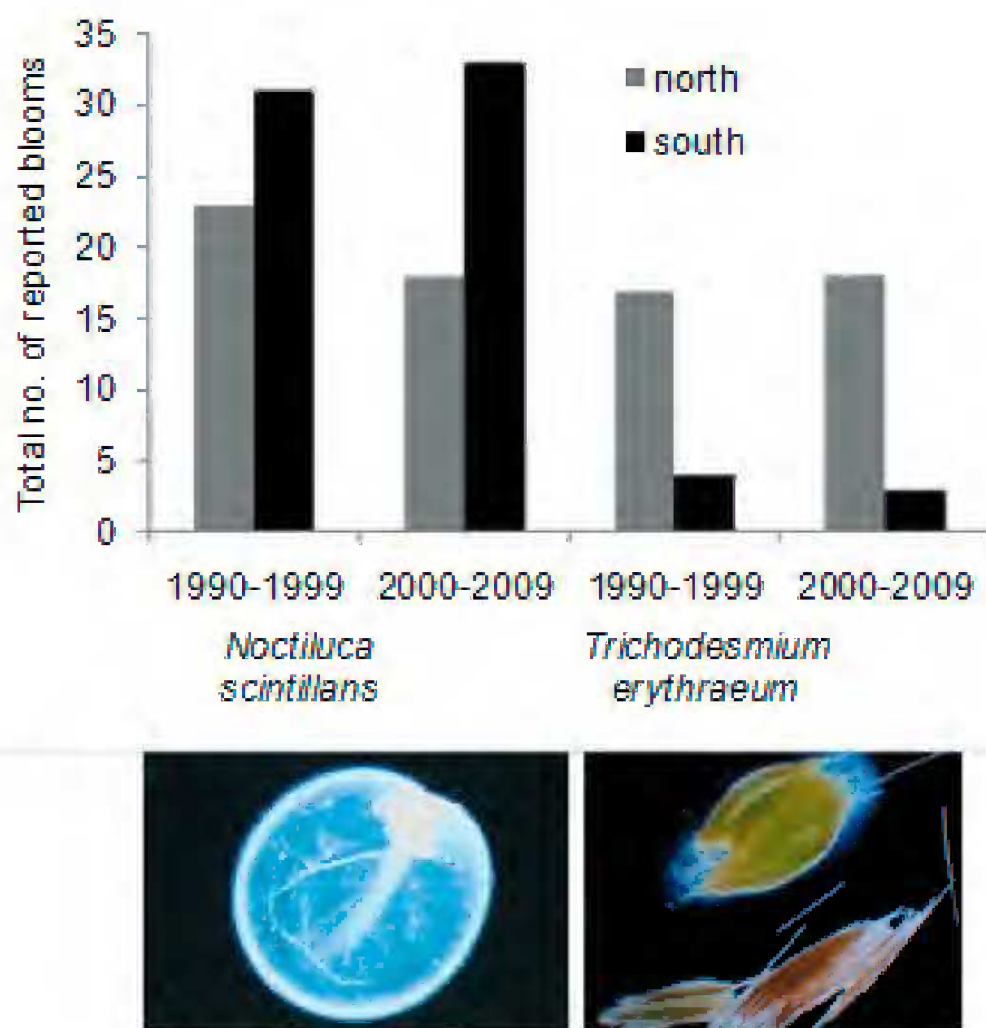 Total no. of reported blooms
35
30
25
20
15
10
5
0
north
south
1990-1999 2000-2009 1990-1999 2000-2009
Noctiluca scintillans
Trichodesmium erythraeum